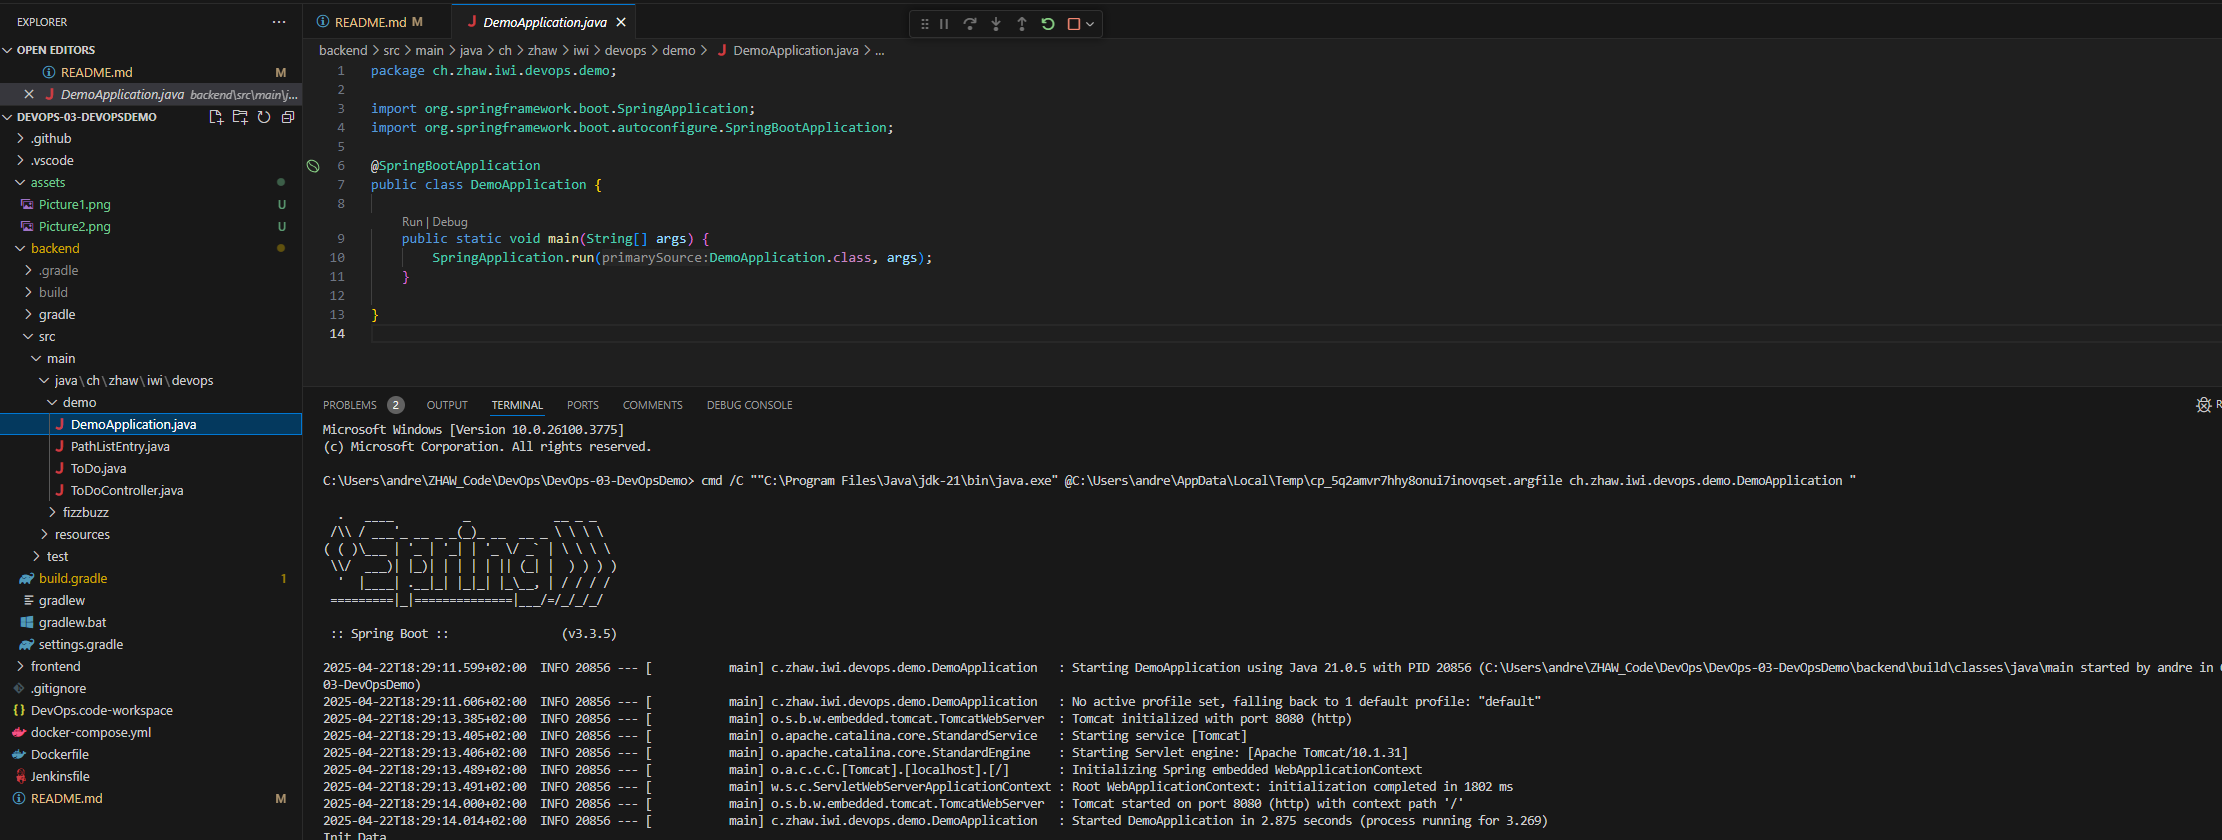 EXPLORER
...
OPEN EDITORS
README.md M
DemoApplication.java backend\src\main\j...
DEVOPS-03-DEVOPSDEMO
.github
.vscode
assets
Picture1.png U
Picture2.png U
backend
.gradle
build
gradle
src
main
java\ch\zhaw\iwi\devops
demo
DemoApplication.java
PathListEntry.java
ToDo.java
ToDoController.java
fizzbuzz
resources
test
build.gradle 1
gradlew
gradlew.bat
settings.gradle
frontend
.gitignore
DevOps.code-workspace
docker-compose.yml
Dockerfile
Jenkinsfile
README.md M
README.md M
DemoApplication.java
backend > src > main > java > ch > zhaw > iwi > devops > demo > DemoApplication.java > ...
1 package ch.zhaw.iwi.devops.demo;
2
3 import org.springframework.boot.SpringApplication;
4 import org.springframework.boot.autoconfigure.SpringBootApplication;
5
6 @SpringBootApplication
7 public class DemoApplication {
8
Run | Debug
9 public static void main(String[] args) {
10 SpringApplication.run(primarySource:DemoApplication.class, args);
11 }
12
13 }
14
PROBLEMS 2 OUTPUT TERMINAL PORTS COMMENTS DEBUG CONSOLE
R
Microsoft Windows [Version 10.0.26100.3775]
(c) Microsoft Corporation. All rights reserved.
C:\Users\andre\ZHAW_Code\DevOps\DevOps-03-DevOpsDemo> cmd /C ""C:\Program Files\Java\jdk-21\bin\java.exe" @C:\Users\andre\AppData\Local\Temp\cp_5q2amvr7hhy8onui7inovqset.argfile ch.zhaw.iwi.devops.demo.DemoApplication "
  .   ____          _            __ _ _
 /\\ / ___'_ __ _ _(_)_ __  __ _ \ \ \ \
( ( )\___ | '_ | '_| | '_ \/ _` | \ \ \ \
 \\/  ___)| |_)| | | | | || (_| |  ) ) ) )
  '  |____| .__|_| |_|_| |_\__, | / / / /
 =========|_|==============|___/=/_/_/_/
:: Spring Boot :: (v3.3.5)
2025-04-22T18:29:11.599+02:00 INFO 20856 --- [ main] c.zhaw.iwi.devops.demo.DemoApplication : Starting DemoApplication using Java 21.0.5 with PID 20856 (C:\Users\andre\ZHAW_Code\DevOps\DevOps-03-DevOpsDemo\backend\build\classes\java\main started by andre in
03-DevOpsDemo)
2025-04-22T18:29:11.606+02:00 INFO 20856 --- [ main] c.zhaw.iwi.devops.demo.DemoApplication : No active profile set, falling back to 1 default profile: "default"
2025-04-22T18:29:13.385+02:00 INFO 20856 --- [ main] o.s.b.w.embedded.tomcat.TomcatWebServer : Tomcat initialized with port 8080 (http)
2025-04-22T18:29:13.405+02:00 INFO 20856 --- [ main] o.apache.catalina.core.StandardService : Starting service [Tomcat]
2025-04-22T18:29:13.406+02:00 INFO 20856 --- [ main] o.apache.catalina.core.StandardEngine : Starting Servlet engine: [Apache Tomcat/10.1.31]
2025-04-22T18:29:13.489+02:00 INFO 20856 --- [ main] o.a.c.c.C.[Tomcat].[localhost].[/] : Initializing Spring embedded WebApplicationContext
2025-04-22T18:29:13.491+02:00 INFO 20856 --- [ main] w.s.c.ServletWebServerApplicationContext : Root WebApplicationContext: initialization completed in 1802 ms
2025-04-22T18:29:14.000+02:00 INFO 20856 --- [ main] o.s.b.w.embedded.tomcat.TomcatWebServer : Tomcat started on port 8080 (http) with context path '/'
2025-04-22T18:29:14.014+02:00 INFO 20856 --- [ main] c.zhaw.iwi.devops.demo.DemoApplication : Started DemoApplication in 2.875 seconds (process running for 3.269)
Init Data